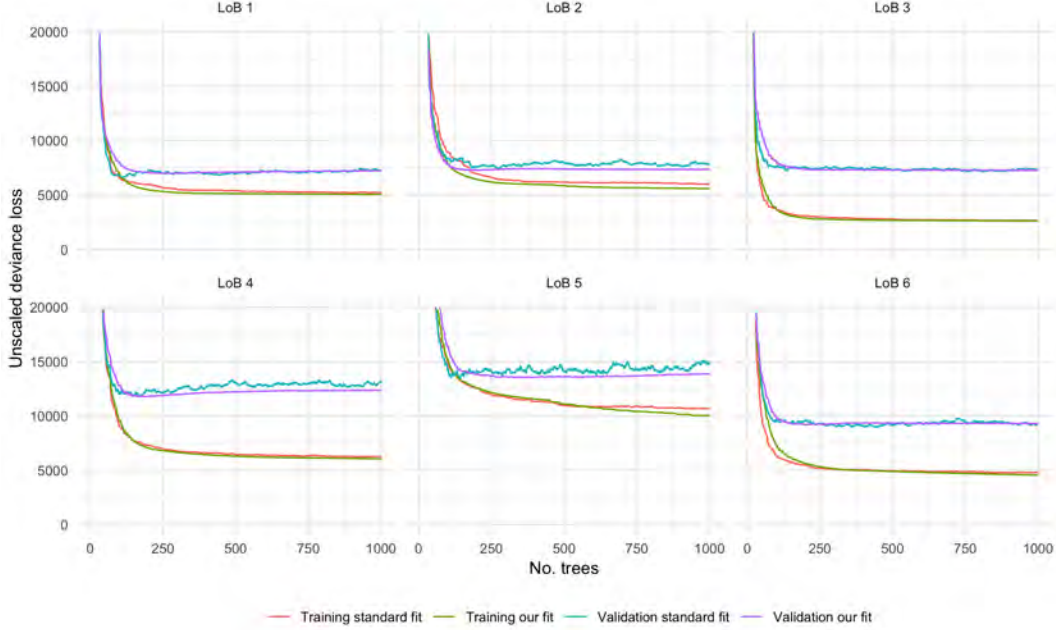 LoB 1 LoB 2 LoB 3
20000
15000
10000
5000
0
LoB 4 LoB 5 LoB 6
20000
15000
10000
5000
0
0 250 500 750 1000 0 250 500 750 1000 0 250 500 750 1000
Unscaled deviance loss
No. trees
Training standard fit Training our fit Validation standard fit Validation our fit